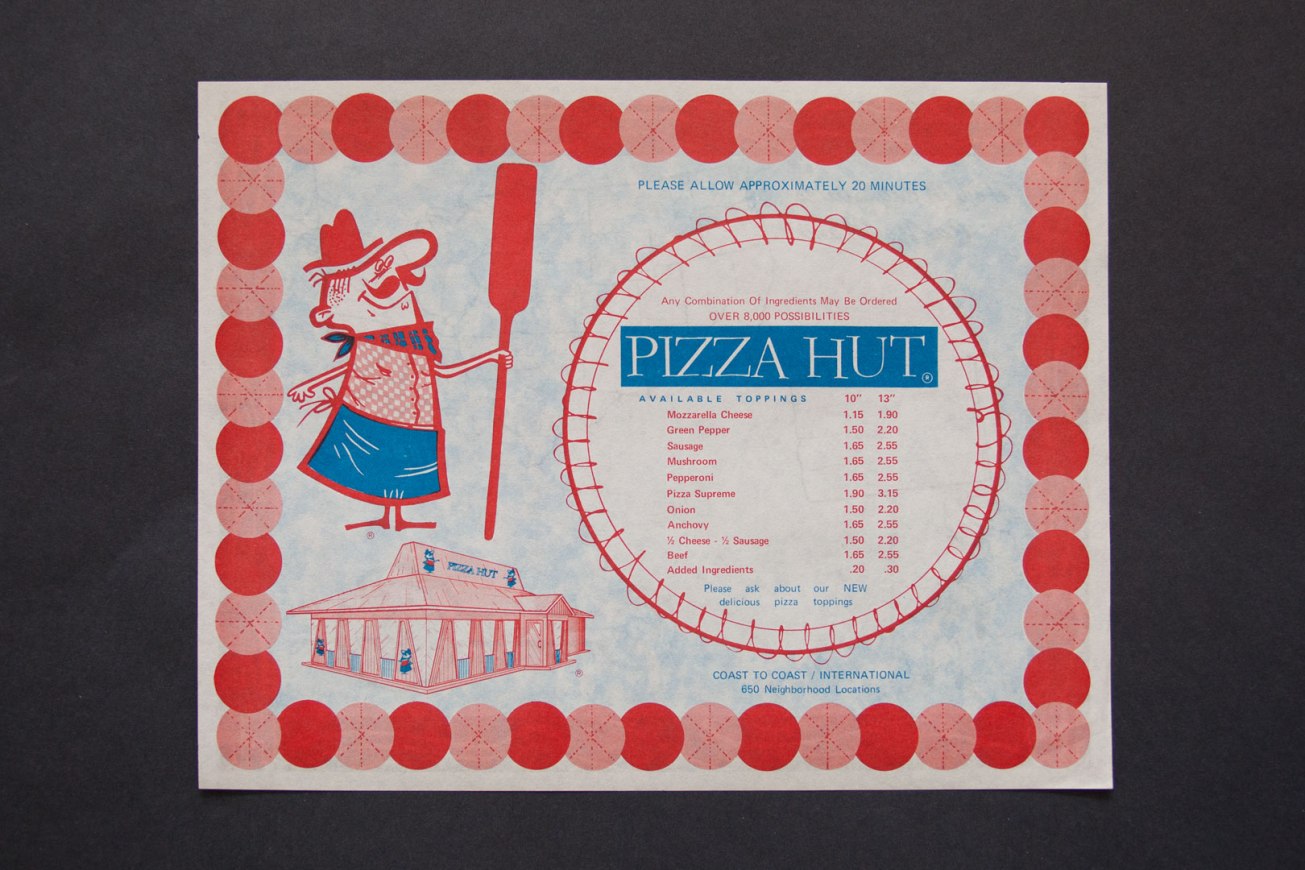 PLEASE ALLOW APPROXIMATELY 20 MINUTES
Any Combination Of Ingredients May Be Ordered
OVER 8,000 POSSIBILITIES
PIZZA HUT ®
AVAILABLE TOPPINGS 10" 13"
Mozzarella Cheese 1.15 1.90
Green Pepper 1.50 2.20
Sausage 1.65 2.55
Mushroom 1.65 2.55
Pepperoni 1.65 2.55
Pizza Supreme 1.90 3.15
Onion 1.50 2.20
Anchovy 1.65 2.55
½ Cheese - ½ Sausage 1.50 2.20
Beef 1.65 2.55
Added Ingredients .20 .30
Please ask about our NEW
delicious pizza toppings
COAST TO COAST / INTERNATIONAL
650 Neighborhood Locations
®
PIZZA HUT
®